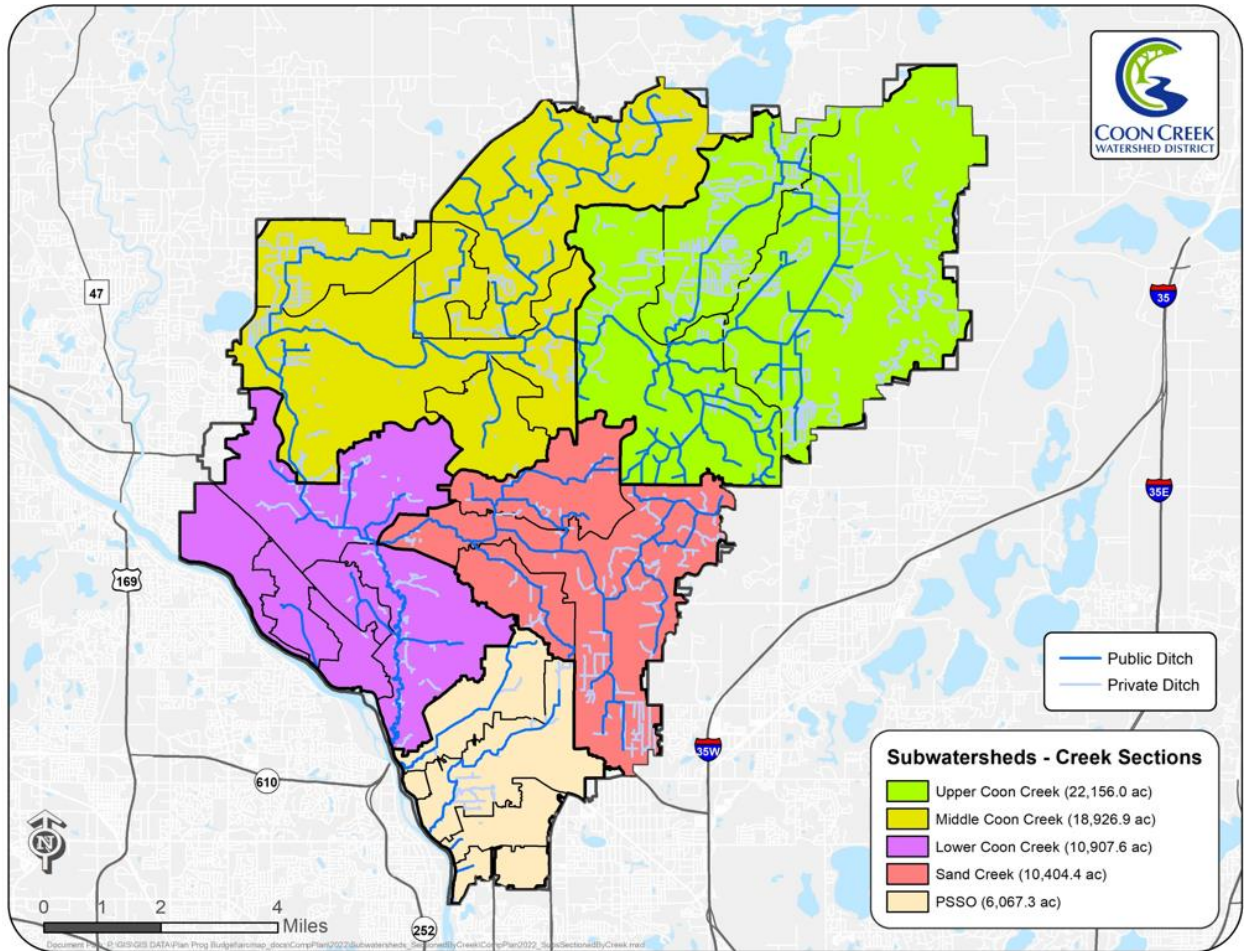 COON CREEK
WATERSHED DISTRICT
47
35
35E
169
Public Ditch
Private Ditch
35W
Subwatersheds - Creek Sections
Upper Coon Creek (22,156.0 ac)
Middle Coon Creek (18,926.9 ac)
Lower Coon Creek (10,907.6 ac)
Sand Creek (10,404.4 ac)
PSSO (6,067.3 ac)
610
N
0 1 2 4
Miles
252